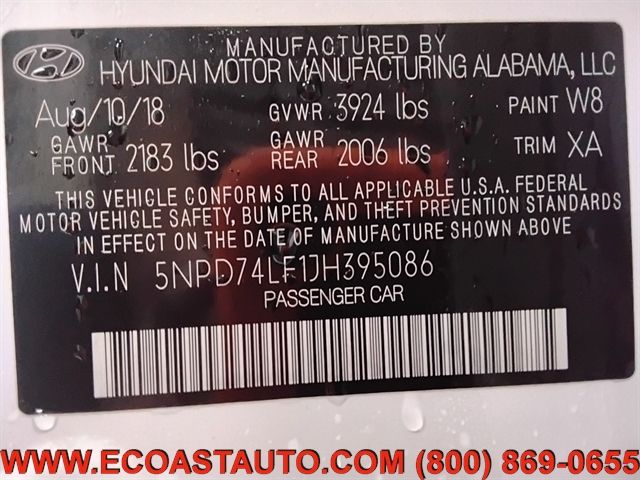 MANUFACTURED BY
HYUNDAI MOTOR MANUFACTURING ALABAMA, LLC
Aug/10/18 GVWR 3924 lbs PAINT W8
GAWR FRONT 2183 lbs GAWR REAR 2006 lbs TRIM XA
THIS VEHICLE CONFORMS TO ALL APPLICABLE U.S.A. FEDERAL
MOTOR VEHICLE SAFETY, BUMPER, AND THEFT PREVENTION STANDARDS
IN EFFECT ON THE DATE OF MANUFACTURE SHOWN ABOVE
V.I.N 5NPD74LF1JH395086
PASSENGER CAR
WWW.ECOASTAUTO.COM (800) 869-0655